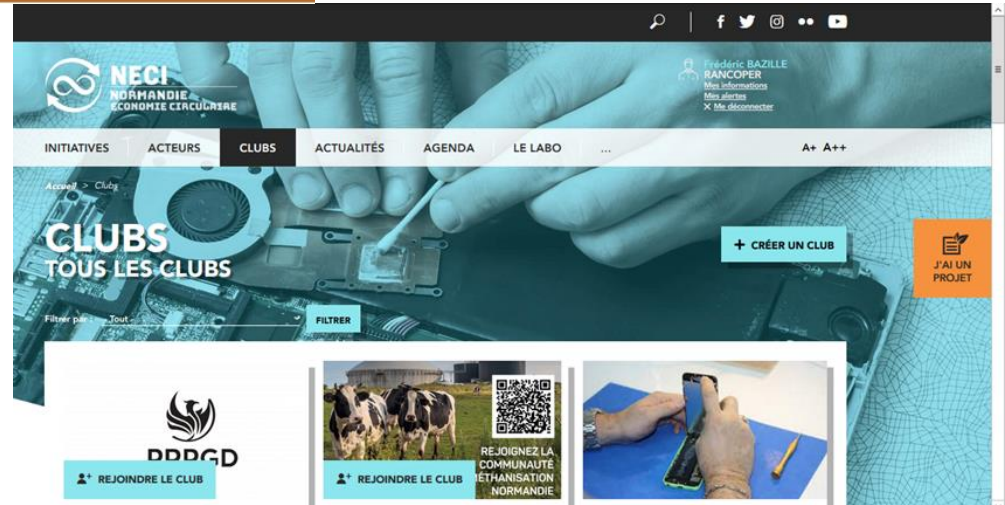 NECI
NORMANDIE
ECONOMIE CIRCULAIRE
Frédéric BAZILLE
RANCOPER
Mes informations
Mes alertes
X Me déconnecter
INITIATIVES ACTEURS CLUBS ACTUALITÉS AGENDA LE LABO ... A+ A++
Accueil > Clubs
CLUBS
TOUS LES CLUBS
+ CRÉER UN CLUB
J'AI UN
PROJET
Filtrer par : - Tout - FILTRER
PRPGD
REJOINDRE LE CLUB
REJOIGNEZ LA
COMMUNAUTÉ
MÉTHANISATION
NORMANDIE
REJOINDRE LE CLUB